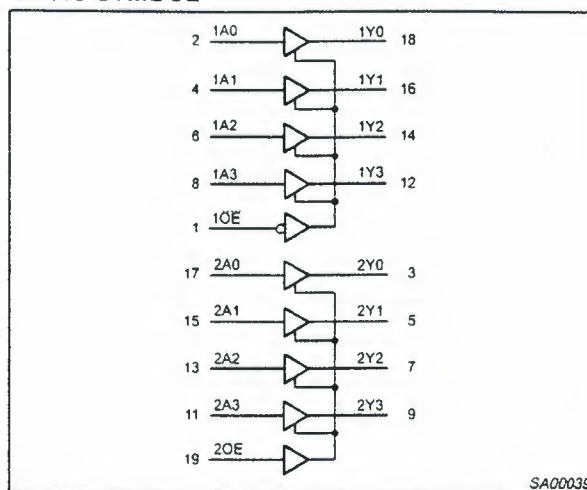 2 1A0 1Y0 18
4 1A1 1Y1 16
6 1A2 1Y2 14
8 1A3 1Y3 12
1 1O̅E̅
17 2A0 2Y0 3
15 2A1 2Y1 5
13 2A2 2Y2 7
11 2A3 2Y3 9
19 2OE